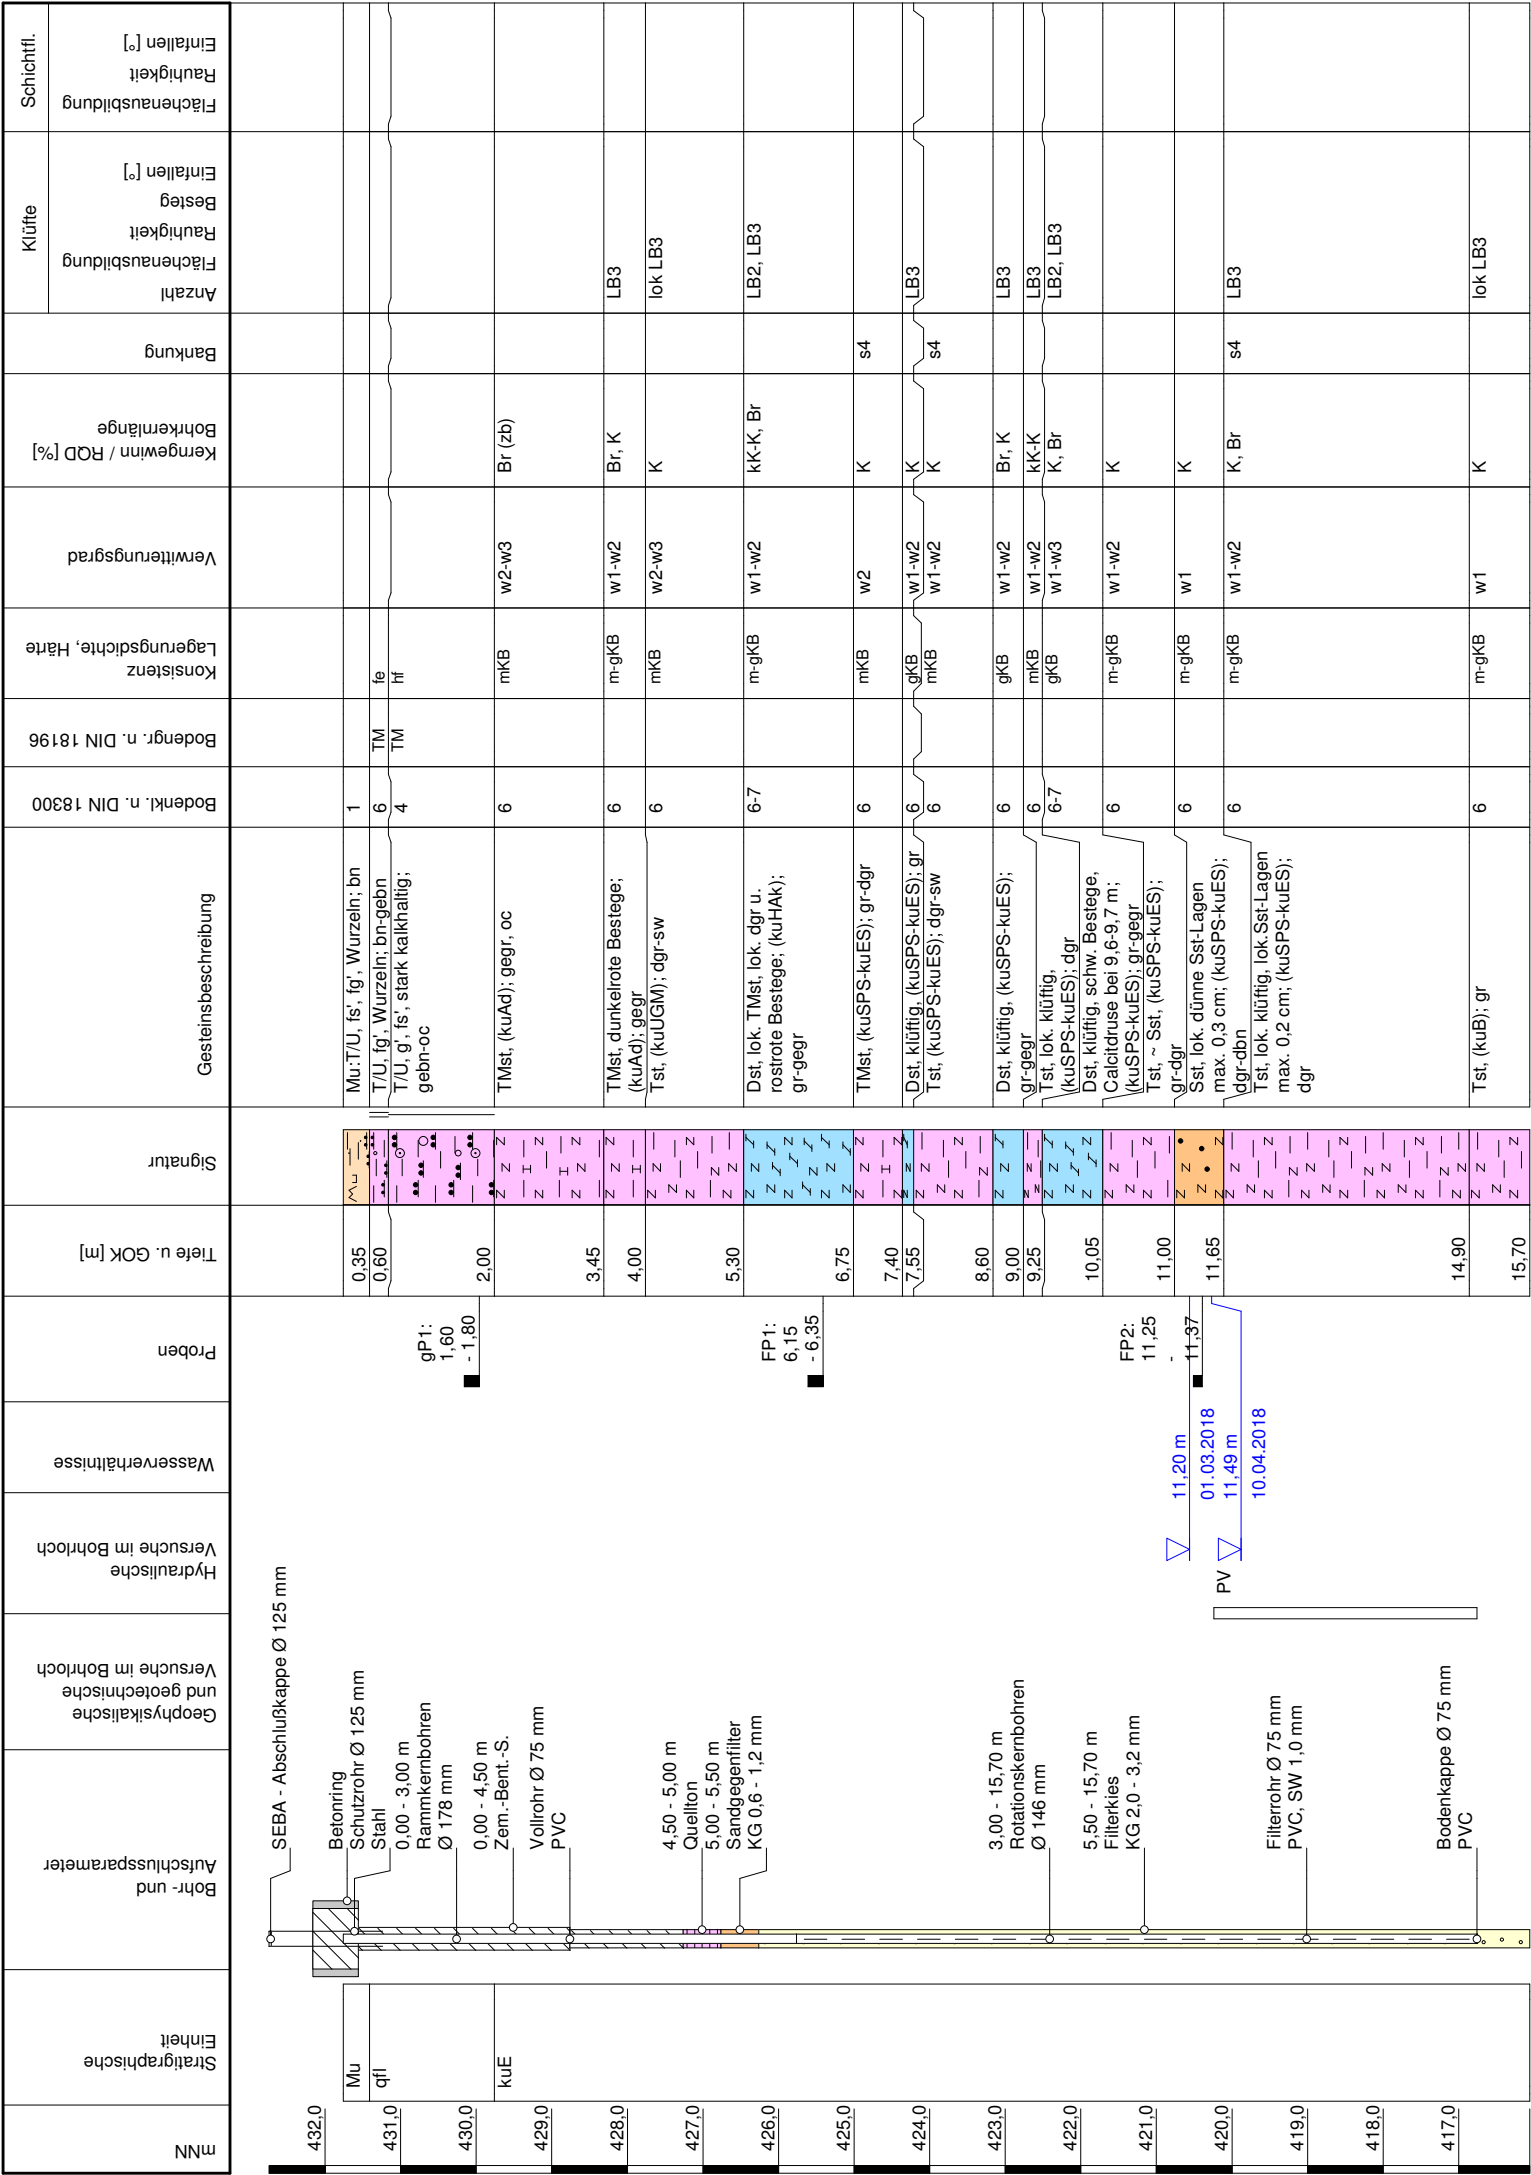 mNN
Stratigraphische
Einheit
Bohr- und
Aufschlussparameter
Geophysikalische
und geotechnische
Versuche im Bohrloch
Hydraulische
Versuche im Bohrloch
Wasserverhältnisse
Proben
Tiefe u. GOK [m]
Signatur
Gesteinsbeschreibung
Bodenkl. n. DIN 18300
Bodengr. n. DIN 18196
Konsistenz
Lagerungsdichte, Härte
Verwitterungsgrad
Kerngewinn / RQD [%]
Bohrkernlänge
Bankung
Klüfte
Anzahl
Flächenausbildung
Rauhigkeit
Besteg
Einfallen [°]
Schichtfl.
Flächenausbildung
Rauhigkeit
Einfallen [°]
432,0
431,0
430,0
429,0
428,0
427,0
426,0
425,0
424,0
423,0
422,0
421,0
420,0
419,0
418,0
417,0
Mu
qfl
kuE
SEBA - Abschlußkappe Ø 125 mm
Betonring
Schutzrohr Ø 125 mm
Stahl
0,00 - 3,00 m
Rammkernbohren
Ø 178 mm
0,00 - 4,50 m
Zem.-Bent.-S.
Vollrohr Ø 75 mm
PVC
4,50 - 5,00 m
Quellton
5,00 - 5,50 m
Sandgegenfilter
KG 0,6 - 1,2 mm
3,00 - 15,70 m
Rotationskernbohren
Ø 146 mm
5,50 - 15,70 m
Filterkies
KG 2,0 - 3,2 mm
Filterrohr Ø 75 mm
PVC, SW 1,0 mm
Bodenkappe Ø 75 mm
PVC
PV
11,20 m
01.03.2018
11,49 m
10.04.2018
gP1:
1,60
- 1,80
FP1:
6,15
- 6,35
FP2:
11,25
-
11,37
0,35
0,60
2,00
3,45
4,00
5,30
6,75
7,40
7,55
8,60
9,00
9,25
10,05
11,00
11,65
14,90
15,70
Mu:T/U, fs', fg', Wurzeln; bn
T/U, fg', Wurzeln; bn-gebn
T/U, g', fs', stark kalkhaltig;
gebn-oc
TMst, (kuAd); gegr, oc
TMst, dunkelrote Bestege;
(kuAd); gegr
Tst, (kuUGM); dgr-sw
Dst, lok. TMst, lok. dgr u.
rostrote Bestege; (kuHAk);
gr-gegr
TMst, (kuSPS-kuES); gr-dgr
Dst, klüftig, (kuSPS-kuES); gr
Tst, (kuSPS-kuES); dgr-sw
Dst, klüftig, (kuSPS-kuES);
gr-gegr
Tst, lok. klüftig,
(kuSPS-kuES); dgr
Dst, klüftig, schw. Bestege,
Calcitdruse bei 9,6-9,7 m;
(kuSPS-kuES); gr-gegr
Tst, ~ Sst, (kuSPS-kuES);
gr-dgr
Sst, lok. dünne Sst-Lagen
max. 0,3 cm; (kuSPS-kuES);
dgr-dbn
Tst, lok. klüftig, lok.Sst-Lagen
max. 0,2 cm; (kuSPS-kuES);
dgr
Tst, (kuB); gr
1
6
4
6
6
6
6-7
6
6
6
6
6
6-7
6
6
6
6
TM
TM
fe
hf
mKB
m-gKB
mKB
m-gKB
mKB
gKB
mKB
gKB
mKB
gKB
m-gKB
m-gKB
m-gKB
m-gKB
w2-w3
w1-w2
w2-w3
w1-w2
w2
w1-w2
w1-w2
w1-w2
w1-w2
w1-w3
w1-w2
w1
w1-w2
w1
Br (zb)
Br, K
K
kK-K, Br
K
K
K
Br, K
kK-K
K, Br
K
K
K, Br
K
s4
s4
s4
LB3
lok LB3
LB2, LB3
LB3
LB3
LB3
LB2, LB3
LB3
lok LB3